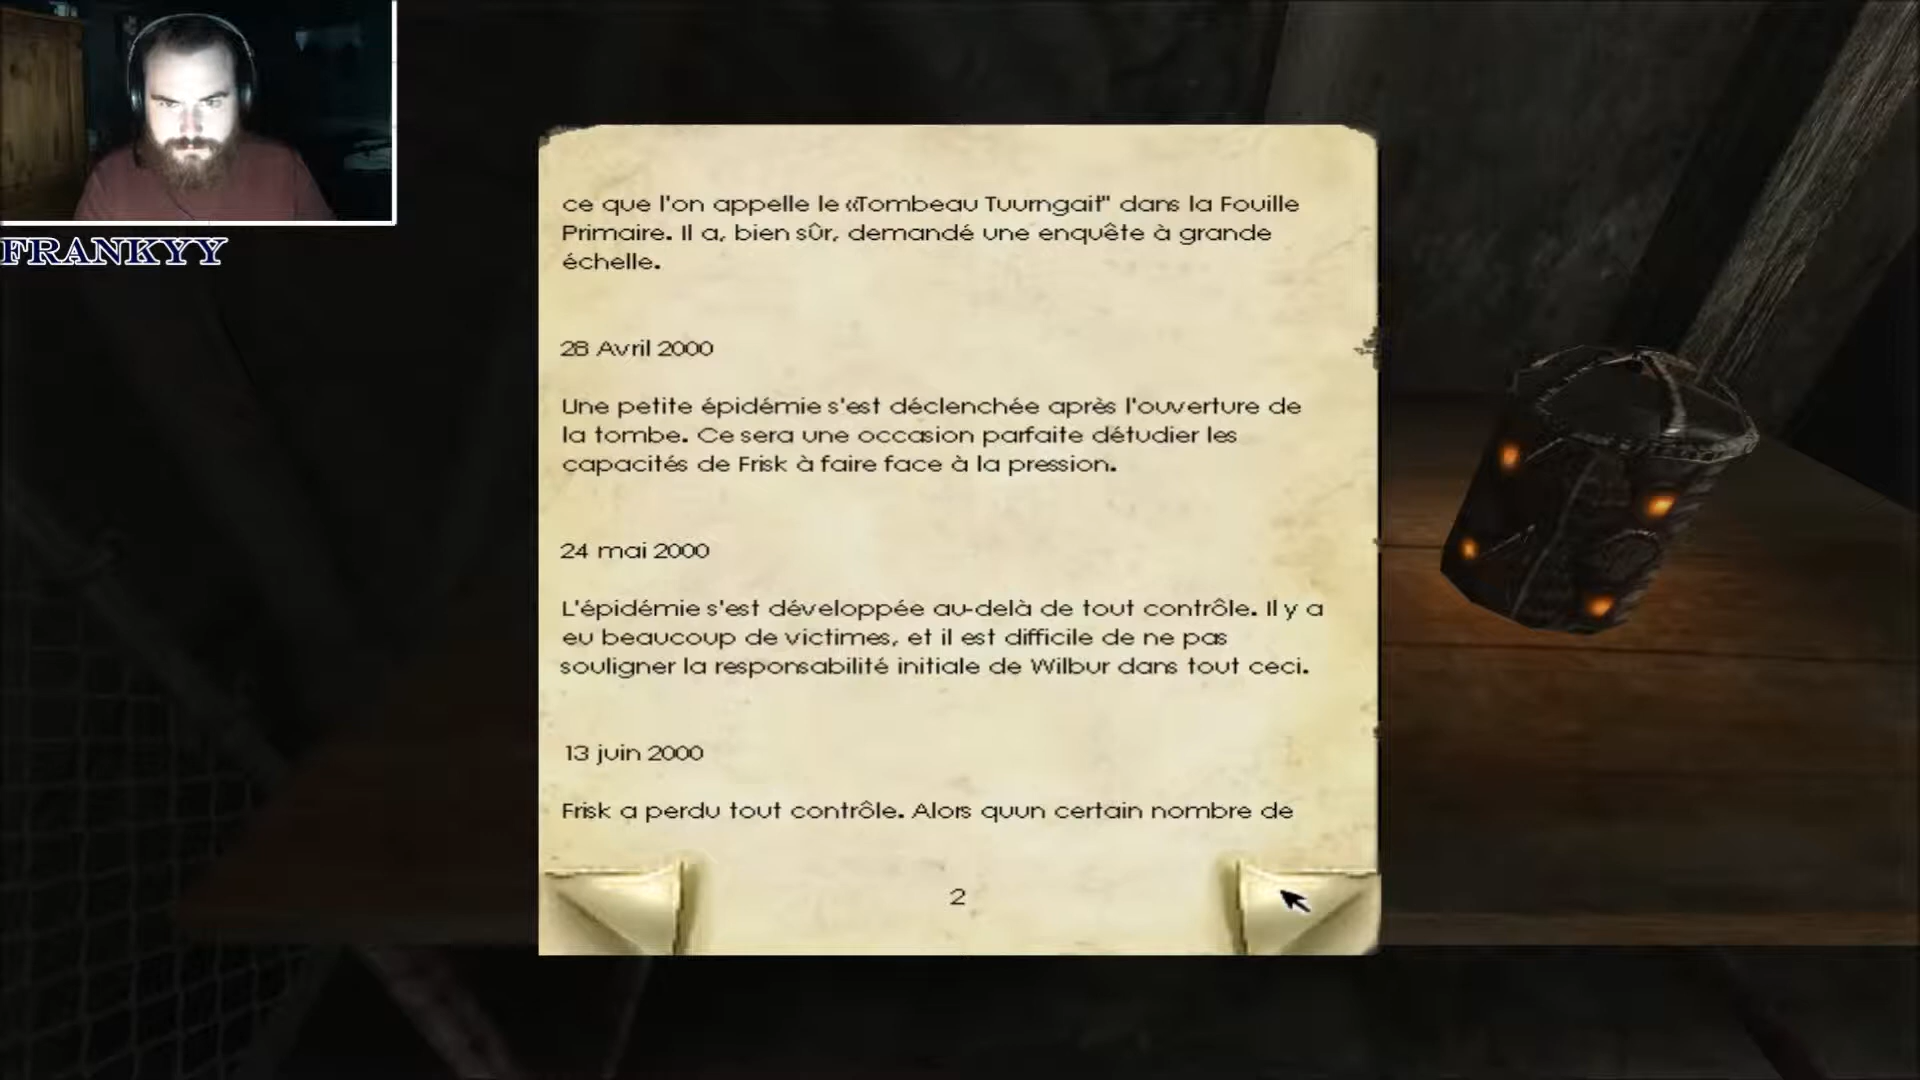 FRANKYY
ce que l'on appelle le «Tombeau Tuurngait" dans la Fouille
Primaire. Il a, bien sûr, demandé une enquête à grande
échelle.
28 Avril 2000
Une petite épidémie s'est déclenchée après l'ouverture de
la tombe. Ce sera une occasion parfaite détudier les
capacités de Frisk à faire face à la pression.
24 mai 2000
L'épidémie s'est développée au-delà de tout contrôle. Il y a
eu beaucoup de victimes, et il est difficile de ne pas
souligner la responsabilité initiale de Wilbur dans tout ceci.
13 juin 2000
Frisk a perdu tout contrôle. Alors quun certain nombre de
2